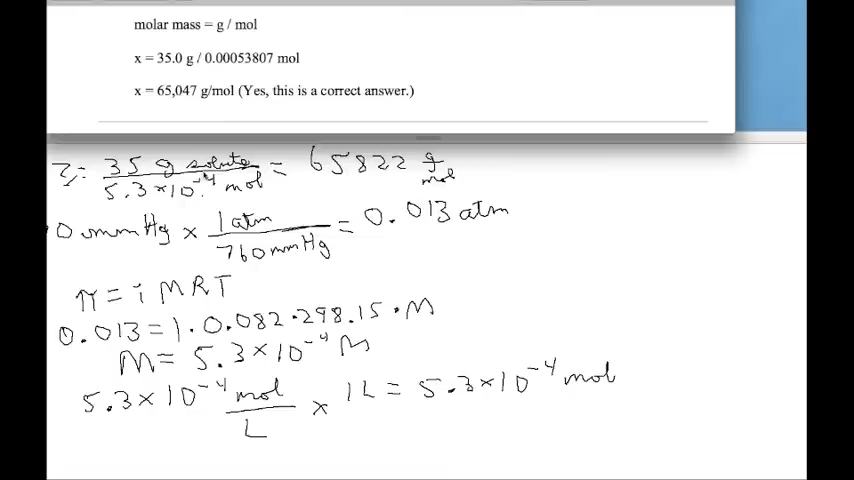 molar mass = g / mol
x = 35.0 g / 0.00053807 mol
x = 65,047 g/mol (Yes, this is a correct answer.)
35 g solute / 5.3×10⁻⁴ mol = 65822 g/mol
0 mmHg × 1 atm / 760 mmHg = 0.013 atm
π = i MRT
0.013 = 1 · 0.082 · 298.15 · M
M = 5.3×10⁻⁴ M
5.3×10⁻⁴ mol/L × 1L = 5.3×10⁻⁴ mol